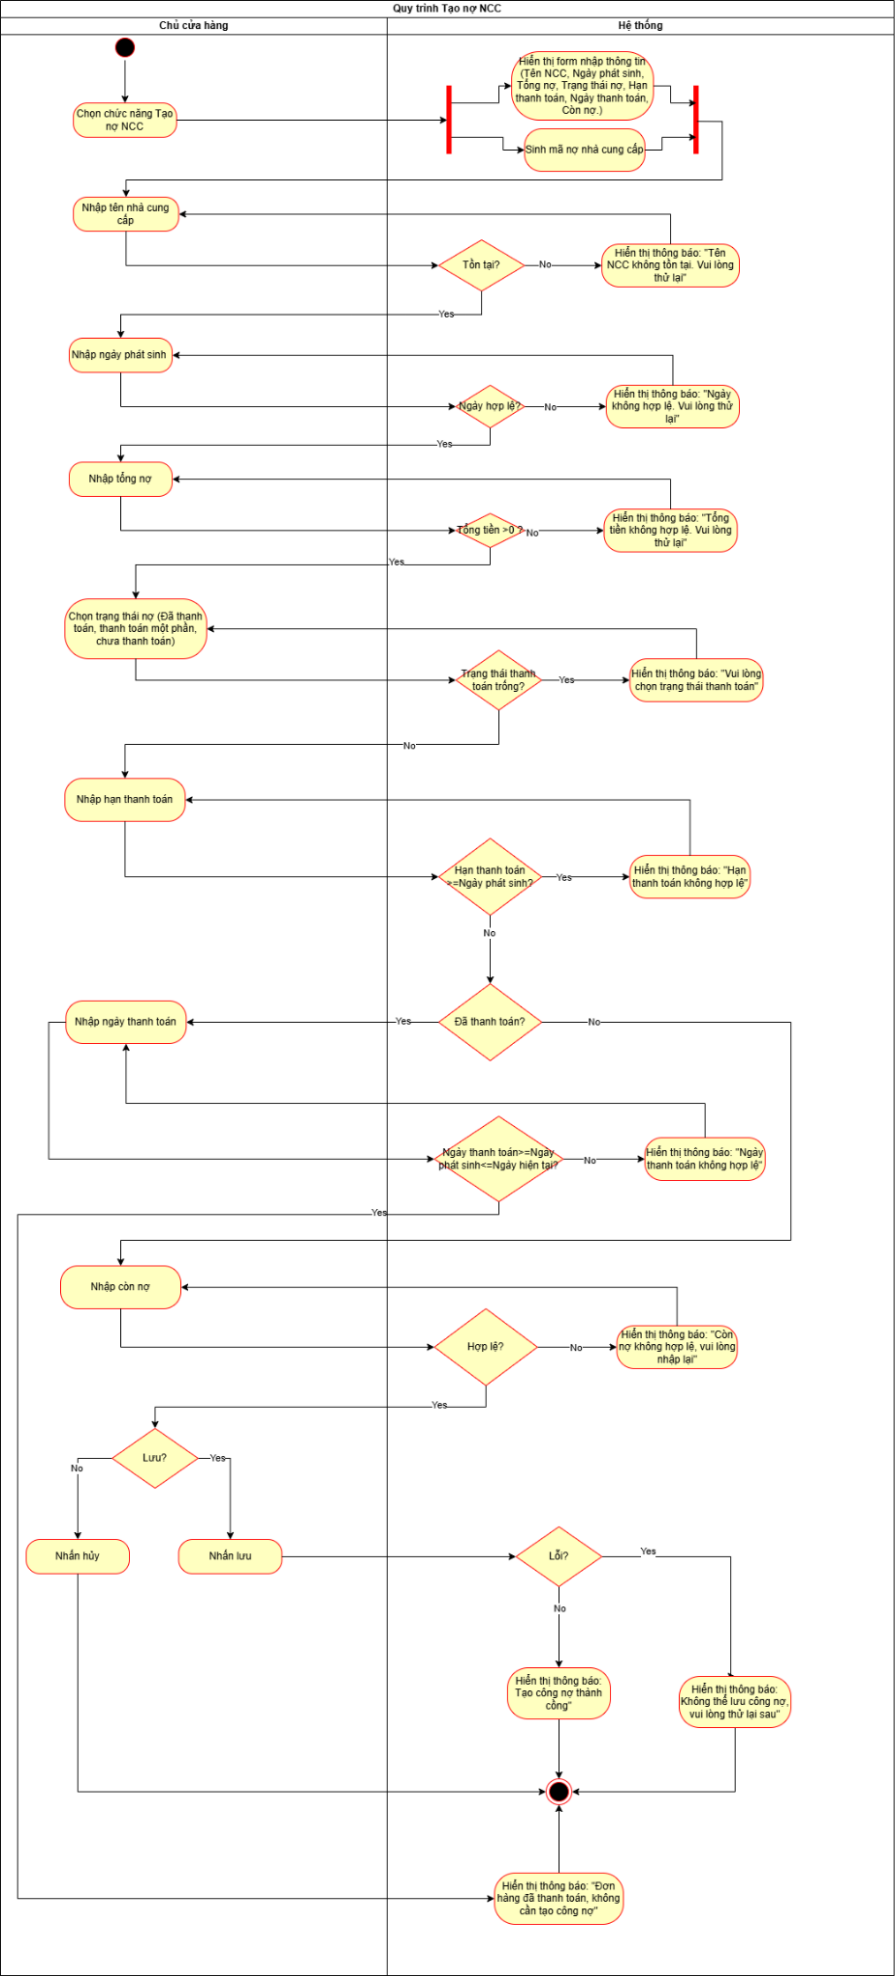 Quy trình Tạo nợ NCC
Chủ cửa hàng
Hệ thống
Hiển thị form nhập thông tin
(Tên NCC, Ngày phát sinh,
Tổng nợ, Trạng thái nợ, Hạn
thanh toán, Ngày thanh toán,
Còn nợ.)
Chọn chức năng Tạo
nợ NCC
Sinh mã nợ nhà cung cấp
Nhập tên nhà cung
cấp
Tồn tại?
No
Hiển thị thông báo: "Tên
NCC không tồn tại. Vui lòng
thử lại"
Yes
Nhập ngày phát sinh
Ngày hợp lệ?
No
Hiển thị thông báo: "Ngày
không hợp lệ. Vui lòng thử
lại"
Yes
Nhập tổng nợ
Tổng tiền >0 ?
No
Hiển thị thông báo: "Tổng
tiền không hợp lệ. Vui lòng
thử lại"
Yes
Chọn trạng thái nợ (Đã thanh
toán, thanh toán một phần,
chưa thanh toán)
Trạng thái thanh
toán trống?
Yes
Hiển thị thông báo: "Vui lòng
chọn trạng thái thanh toán"
No
Nhập hạn thanh toán
Hạn thanh toán
>=Ngày phát sinh?
Yes
Hiển thị thông báo: "Hạn
thanh toán không hợp lệ"
No
Nhập ngày thanh toán
Yes
Đã thanh toán?
No
Ngày thanh toán>=Ngày
phát sinh<=Ngày hiện tại?
No
Hiển thị thông báo: "Ngày
thanh toán không hợp lệ"
Yes
Nhập còn nợ
Hợp lệ?
No
Hiển thị thông báo: "Còn
nợ không hợp lệ, vui lòng
nhập lại"
Yes
Lưu?
No
Yes
Nhấn hủy
Nhấn lưu
Lỗi?
Yes
No
Hiển thị thông báo:
Tạo công nợ thành
công"
Hiển thị thông báo:
Không thể lưu công nợ,
vui lòng thử lại sau"
Hiển thị thông báo: "Đơn
hàng đã thanh toán, không
cần tạo công nợ"